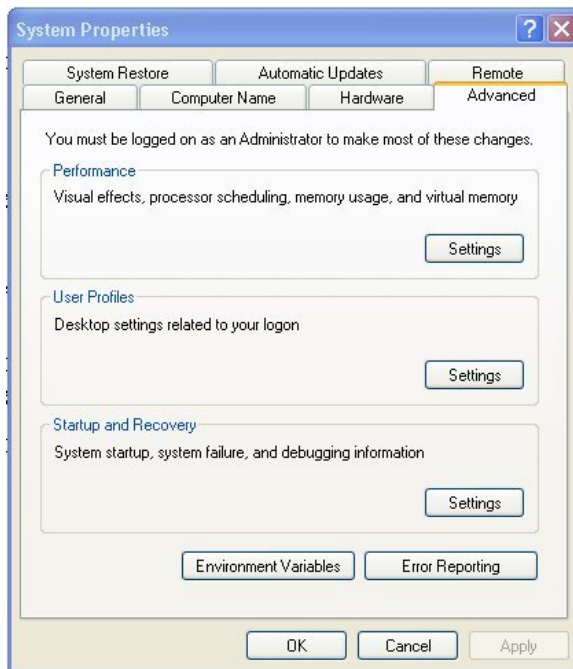 System Properties
System Restore Automatic Updates Remote
General Computer Name Hardware Advanced
You must be logged on as an Administrator to make most of these changes.
Performance
Visual effects, processor scheduling, memory usage, and virtual memory
Settings
User Profiles
Desktop settings related to your logon
Settings
Startup and Recovery
System startup, system failure, and debugging information
Settings
Environment Variables Error Reporting
OK Cancel Apply